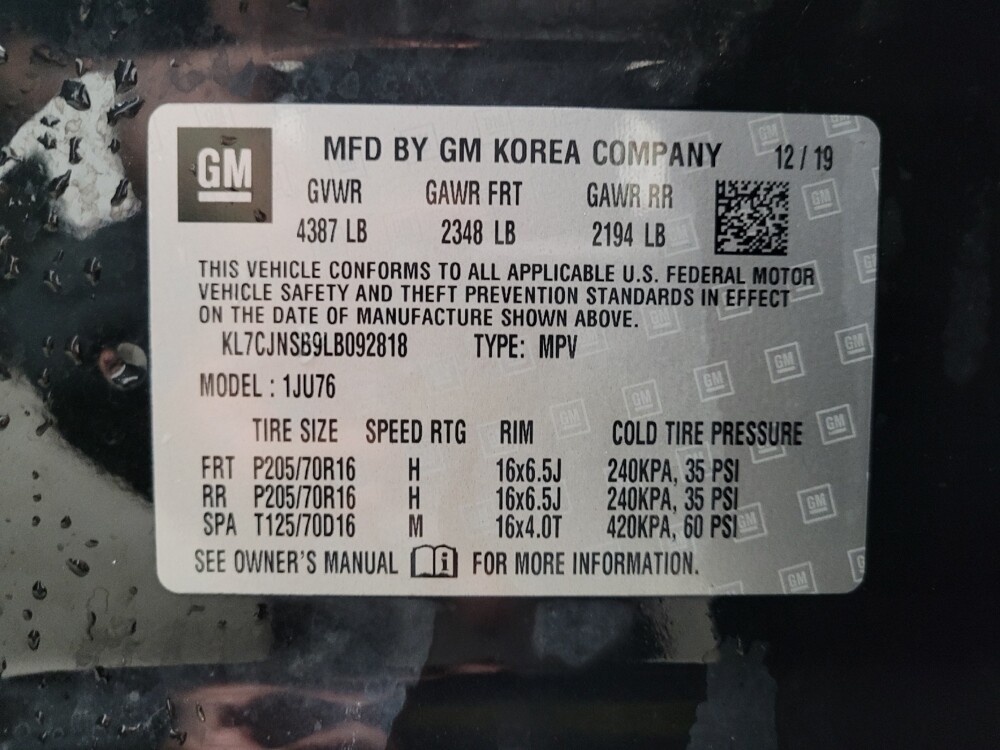 GM MFD BY GM KOREA COMPANY 12 / 19
GVWR GAWR FRT GAWR RR
4387 LB 2348 LB 2194 LB
THIS VEHICLE CONFORMS TO ALL APPLICABLE U.S. FEDERAL MOTOR
VEHICLE SAFETY AND THEFT PREVENTION STANDARDS IN EFFECT
ON THE DATE OF MANUFACTURE SHOWN ABOVE.
KL7CJNSB9LB092818 TYPE: MPV
MODEL : 1JU76
TIRE SIZE SPEED RTG RIM COLD TIRE PRESSURE
FRT P205/70R16 H 16x6.5J 240KPA, 35 PSI
RR P205/70R16 H 16x6.5J 240KPA, 35 PSI
SPA T125/70D16 M 16x4.0T 420KPA, 60 PSI
SEE OWNER'S MANUAL i FOR MORE INFORMATION.